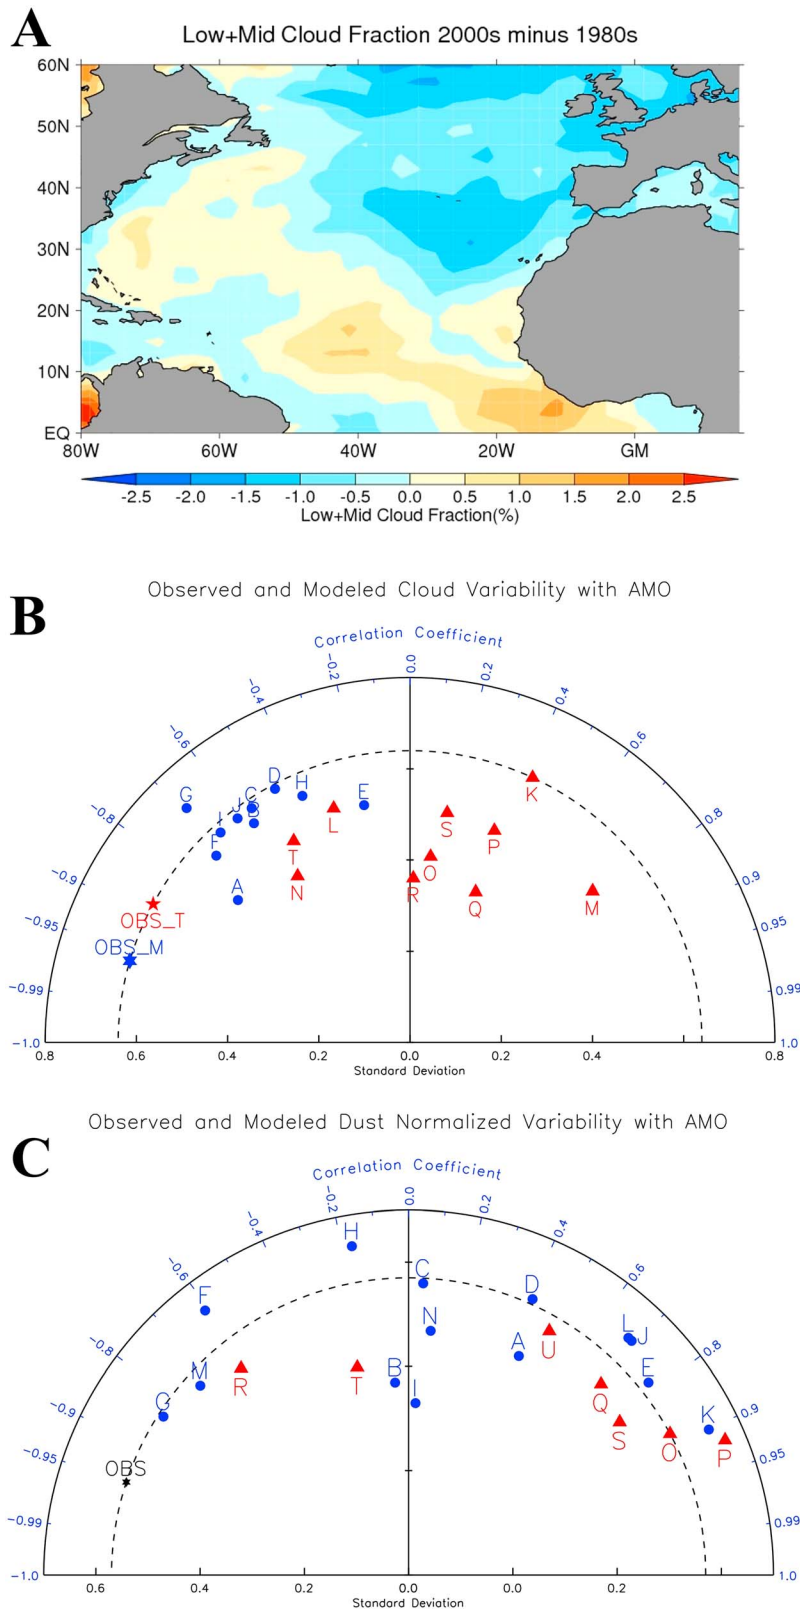 A
Low+Mid Cloud Fraction 2000s minus 1980s
60N
50N
40N
30N
20N
10N
EQ
80W 60W 40W 20W GM
-2.5 -2.0 -1.5 -1.0 -0.5 0.0 0.5 1.0 1.5 2.0 2.5
Low+Mid Cloud Fraction(%)
Observed and Modeled Cloud Variability with AMO
B
Correlation Coefficient
-0.2 0.0 0.2
-0.4 0.4
-0.6 0.6
-0.8 0.8
-0.9 0.9
-0.95 0.95
-0.99 0.99
-1.0 1.0
G I J C B D H E
F
A
L
T
N
K
S
P
O
R
Q
M
OBS_T
OBS_M
0.8 0.6 0.4 0.2 0.0 0.2 0.4 0.8
Standard Deviation
Observed and Modeled Dust Normalized Variability with AMO
C
Correlation Coefficient
-0.2 0.0 0.2
-0.4 0.4
-0.6 0.6
-0.8 0.8
-0.9 0.9
-0.95 0.95
-0.99 0.99
-1.0 1.0
H
C
D
F
N
L J
A
U
M
R
T
B
I
E
Q
G
S
K
O
P
OBS
0.6 0.4 0.2 0.0 0.0 0.2
Standard Deviation